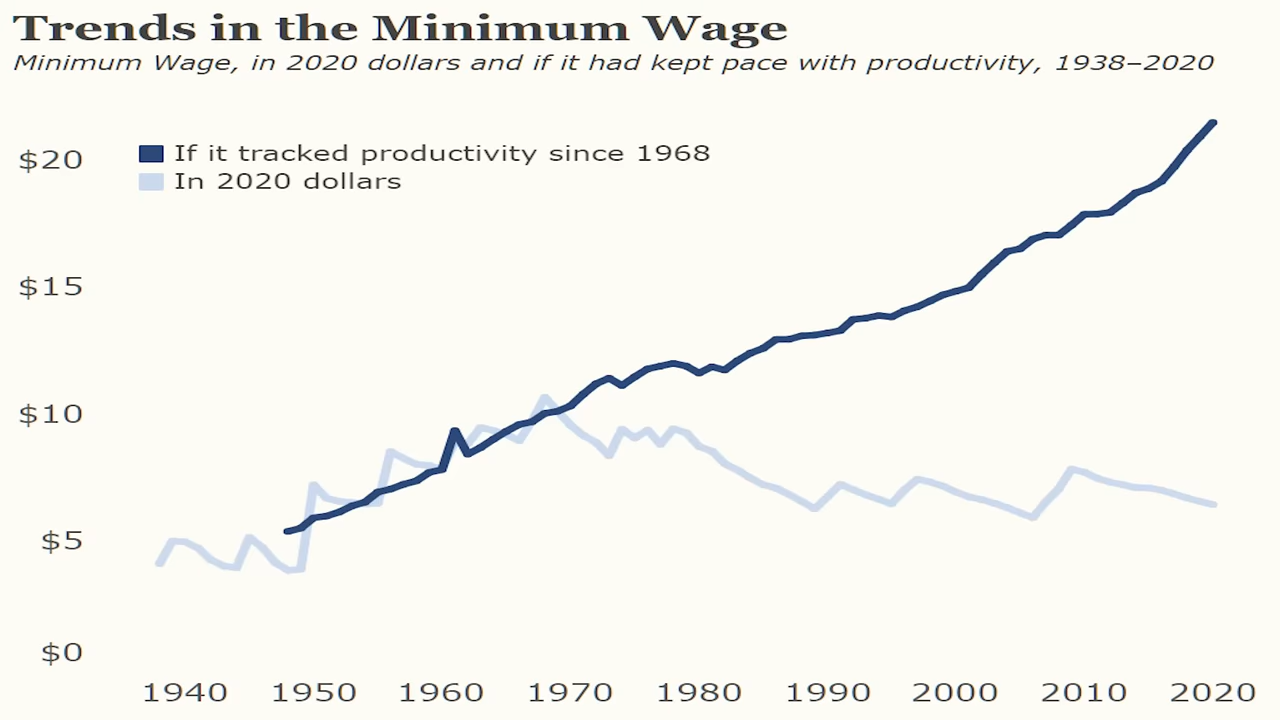 Trends in the Minimum Wage
Minimum Wage, in 2020 dollars and if it had kept pace with productivity, 1938–2020
If it tracked productivity since 1968
In 2020 dollars
$20
$15
$10
$5
$0
1940 1950 1960 1970 1980 1990 2000 2010 2020